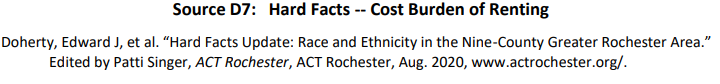 Source D7:   Hard Facts -- Cost Burden of Renting
Doherty, Edward J, et al. “Hard Facts Update: Race and Ethnicity in the Nine-County Greater Rochester Area.”
Edited by Patti Singer, ACT Rochester, ACT Rochester, Aug. 2020, www.actrochester.org/.